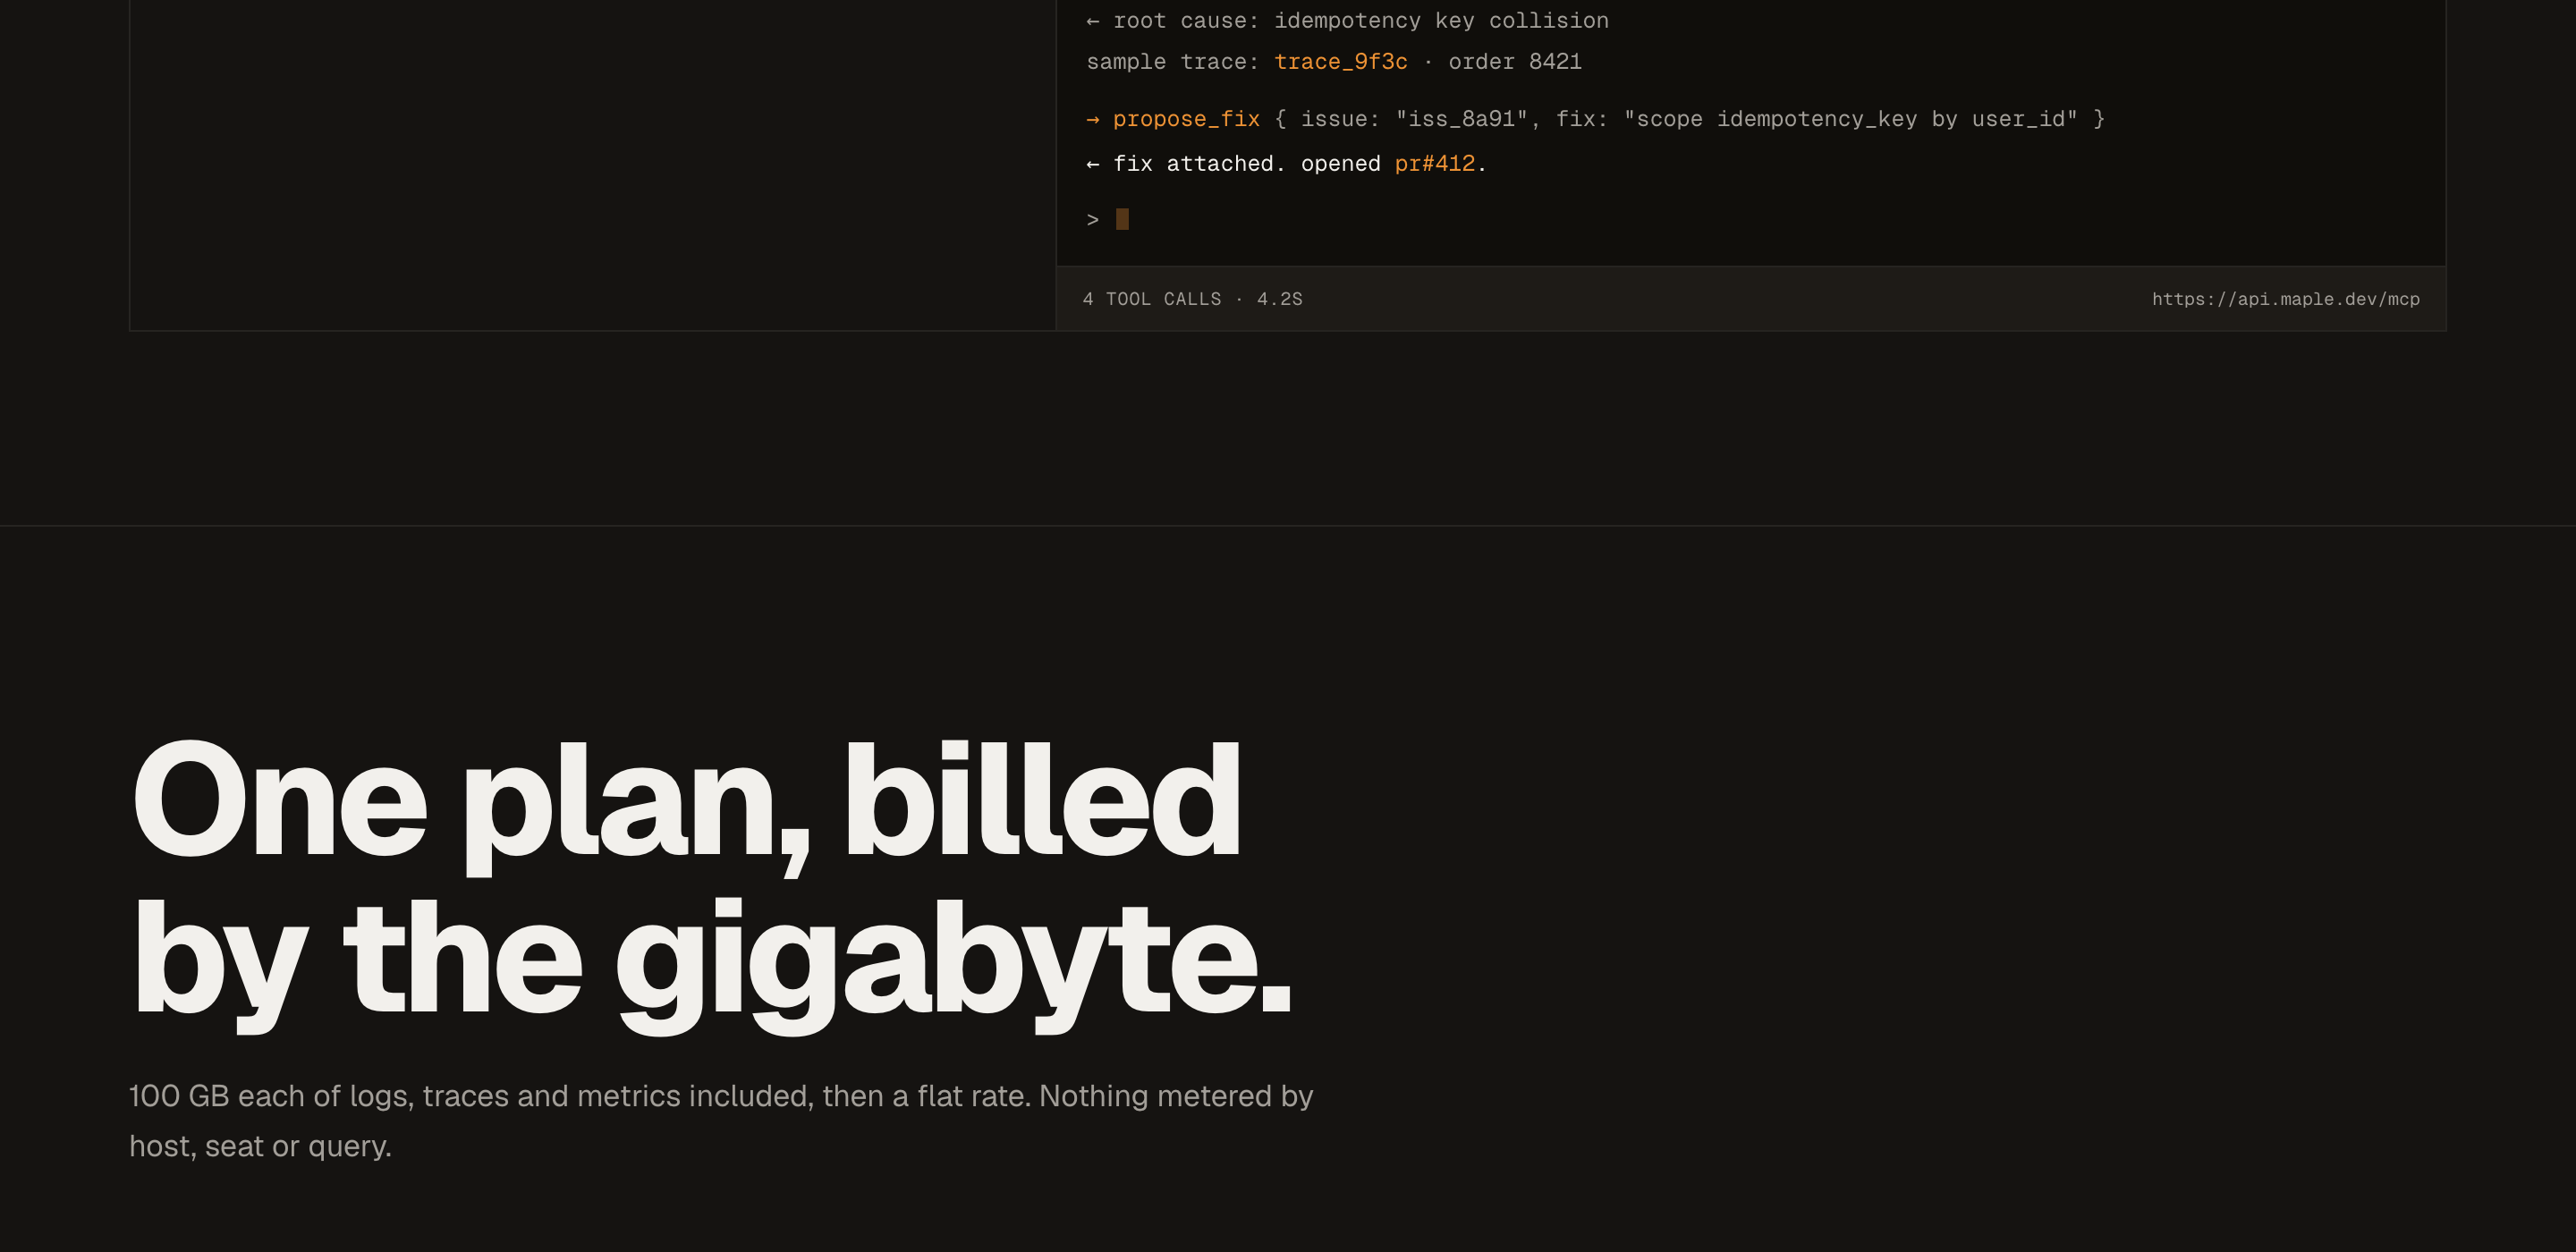 ← root cause: idempotency key collision
sample trace: trace_9f3c · order 8421
→ propose_fix { issue: "iss_8a91", fix: "scope idempotency_key by user_id" }
← fix attached. opened pr#412.
>
4 TOOL CALLS · 4.2S
https://api.maple.dev/mcp
One plan, billed
by the gigabyte.
100 GB each of logs, traces and metrics included, then a flat rate. Nothing metered by
host, seat or query.